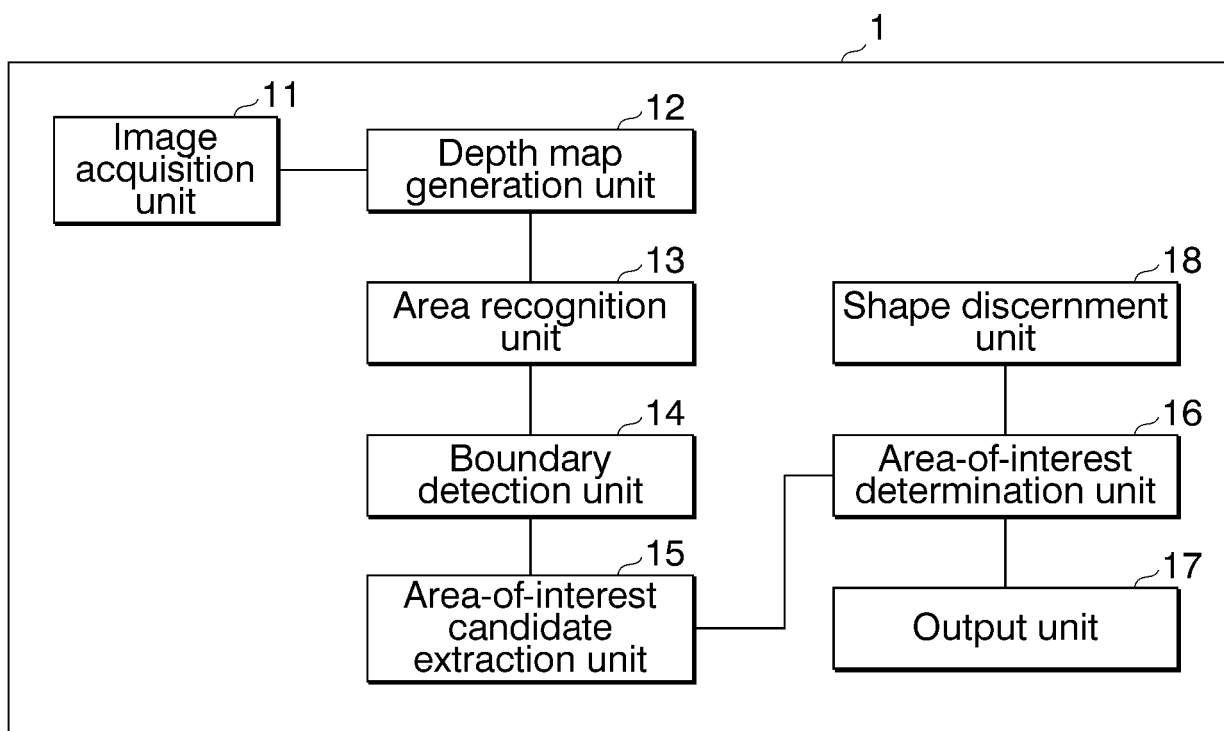 1
11
Image
acquisition
unit
12
Depth map
generation unit
13
Area recognition
unit
14
Boundary
detection unit
15
Area-of-interest
candidate
extraction unit
18
Shape discernment
unit
16
Area-of-interest
determination unit
17
Output unit